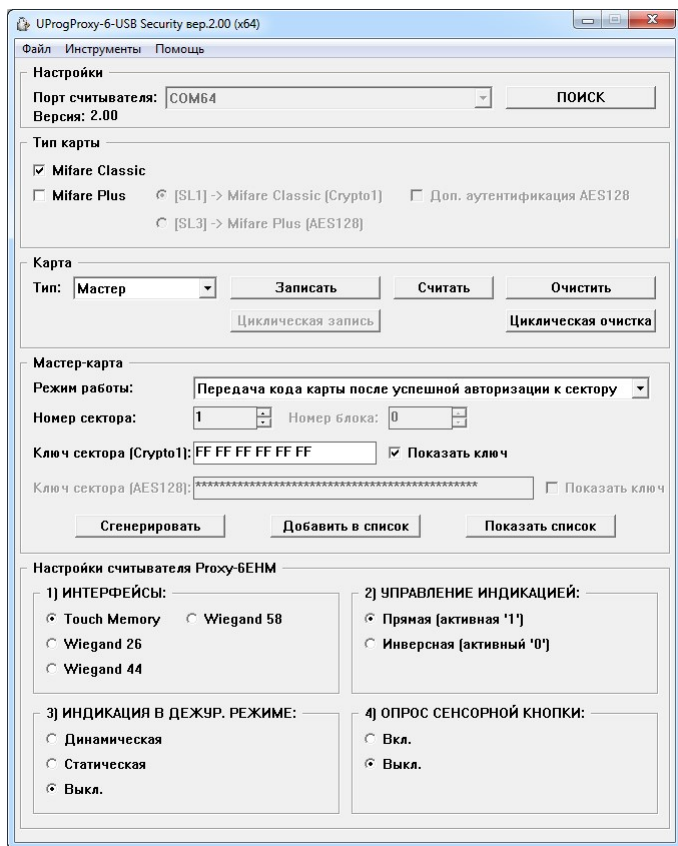 UProgProxy-6-USB Security вер.2.00 (x64)
Файл Инструменты Помощь
Настройки
Порт считывателя: COM64 ПОИСК
Версия: 2.00
Тип карты
Mifare Classic
Mifare Plus [SL1] -> Mifare Classic (Crypto1) Доп. аутентификация AES128
[SL3] -> Mifare Plus (AES128)
Карта
Тип: Мастер Записать Считать Очистить
Циклическая запись Циклическая очистка
Мастер-карта
Режим работы: Передача кода карты после успешной авторизации к сектору
Номер сектора: 1 Номер блока: 0
Ключ сектора (Crypto1): FF FF FF FF FF FF Показать ключ
Ключ сектора (AES128): *********************************************** Показать ключ
Сгенерировать Добавить в список Показать список
Настройки считывателя Proxy-6EHM
1) ИНТЕРФЕЙСЫ: 2) УПРАВЛЕНИЕ ИНДИКАЦИЕЙ:
Touch Memory Wiegand 58 Прямая (активная '1')
Wiegand 26 Инверсная (активный '0')
Wiegand 44
3) ИНДИКАЦИЯ В ДЕЖУР. РЕЖИМЕ: 4) ОПРОС СЕНСОРНОЙ КНОПКИ:
Динамическая Вкл.
Статическая Выкл.
Выкл.